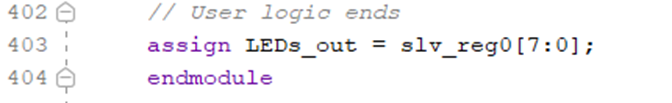 402 // User logic ends
403 assign LEDs_out = slv_reg0[7:0];
404 endmodule